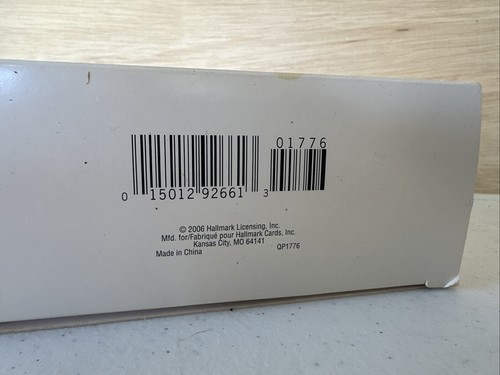 01776
0 15012 92661 3
© 2006 Hallmark Licensing, Inc.
Mfd. for/Fabriqué pour Hallmark Cards, Inc.
Kansas City, MO 64141
Made in China QP1776